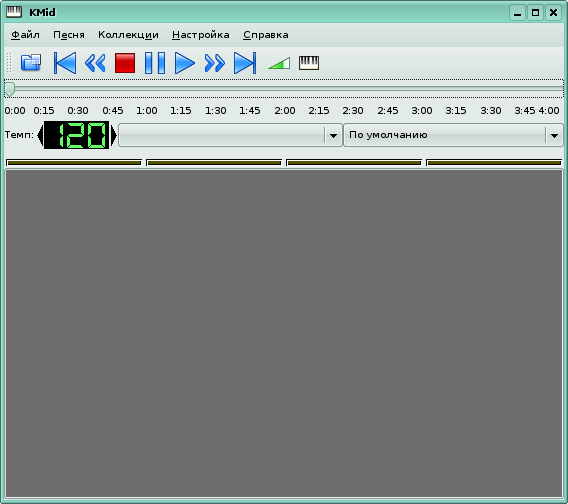 KMid
Файл Песня Коллекции Настройка Справка
0:00 0:15 0:30 0:45 1:00 1:15 1:30 1:45 2:00 2:15 2:30 2:45 3:00 3:15 3:30 3:45 4:00
Темп: 120 По умолчанию